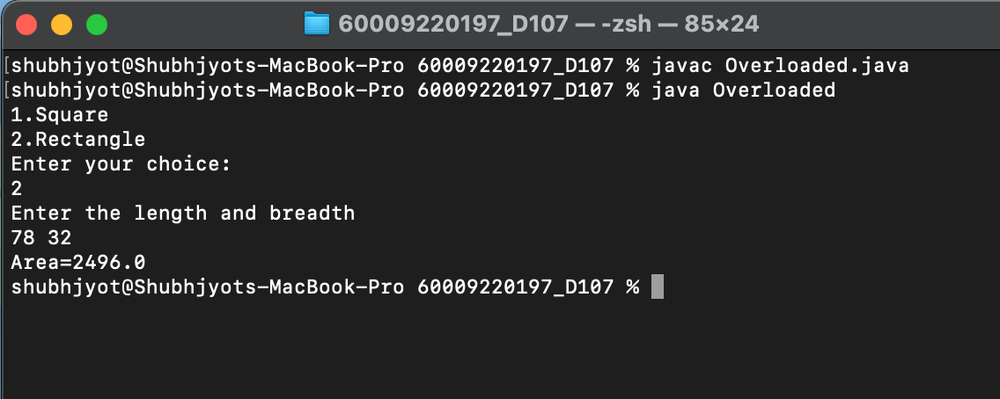 60009220197_D107 — -zsh — 85×24
[shubhjyot@Shubhjyots-MacBook-Pro 60009220197_D107 % javac Overloaded.java
[shubhjyot@Shubhjyots-MacBook-Pro 60009220197_D107 % java Overloaded
1.Square
2.Rectangle
Enter your choice:
2
Enter the length and breadth
78 32
Area=2496.0
shubhjyot@Shubhjyots-MacBook-Pro 60009220197_D107 %